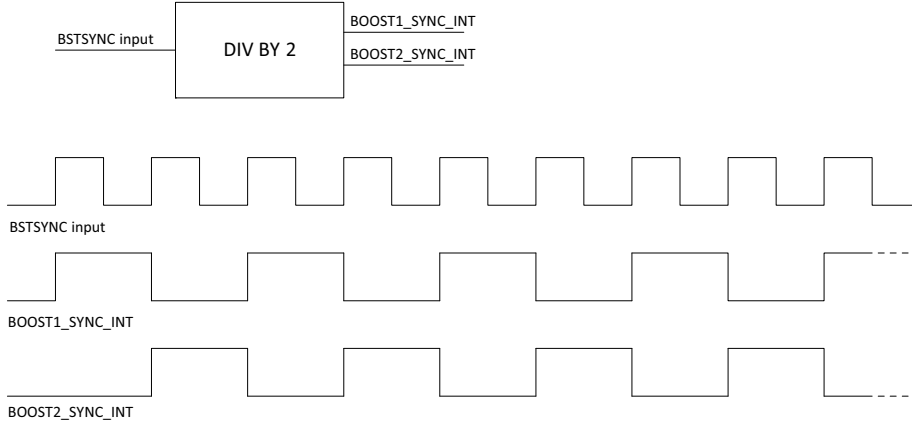 BOOST1_SYNC_INT
BSTSYNC input
DIV BY 2
BOOST2_SYNC_INT
BSTSYNC input
BOOST1_SYNC_INT
BOOST2_SYNC_INT